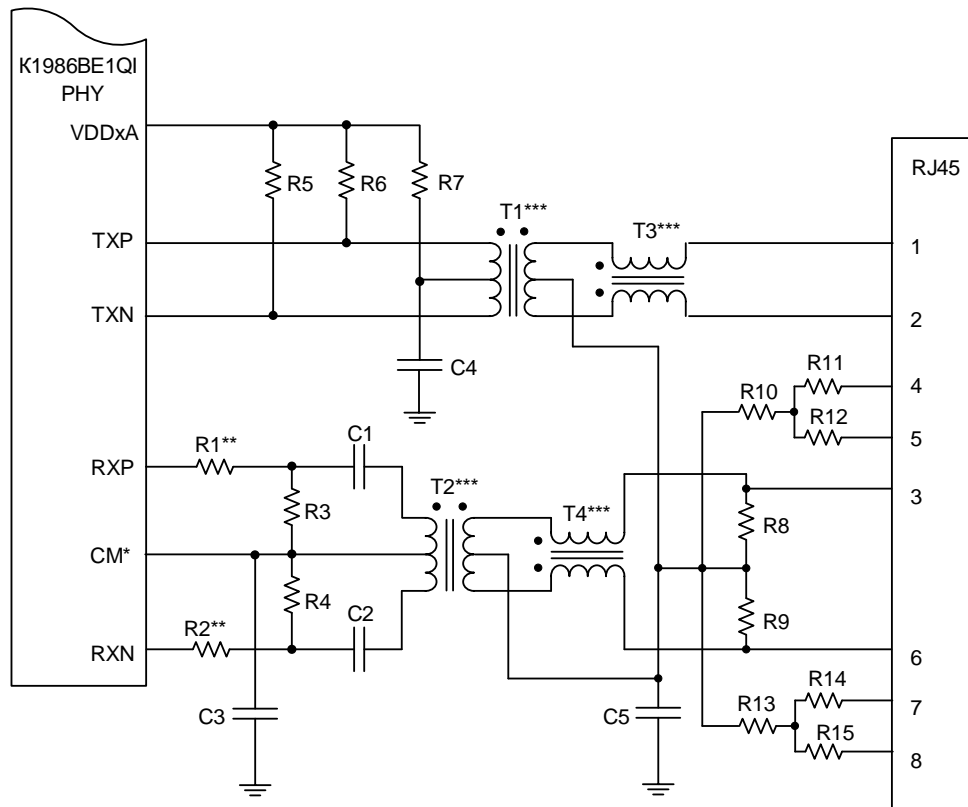 К1986ВЕ1QI
PHY
VDDxA
RJ45
R5
R6
R7
T1***
T3***
TXP
1
TXN
2
C4
R11
4
R10
R12
5
R1**
C1
RXP
3
T2***
R3
T4***
R8
CM*
R4
C2
R9
R2**
RXN
6
R14
C3
C5
R13
7
R15
8